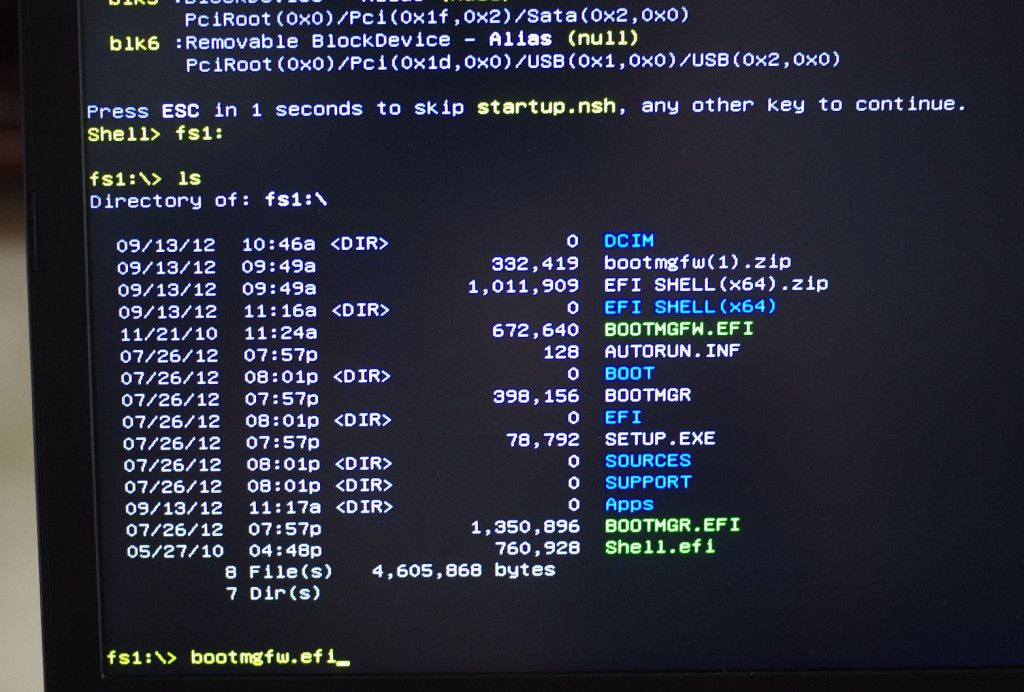 PciRoot(0x0)/Pci(0x1f,0x2)/Sata(0x2,0x0)
blk6 :Removable BlockDevice - Alias (null)
PciRoot(0x0)/Pci(0x1d,0x0)/USB(0x1,0x0)/USB(0x2,0x0)
Press ESC in 1 seconds to skip startup.nsh, any other key to continue.
Shell> fs1:
fs1:\> ls
Directory of: fs1:\
09/13/12 10:46a <DIR> 0 DCIM
09/13/12 09:49a 332,419 bootmgfw(1).zip
09/13/12 09:49a 1,011,909 EFI SHELL(x64).zip
09/13/12 11:16a <DIR> 0 EFI SHELL(x64)
11/21/10 11:24a 672,640 BOOTMGFW.EFI
07/26/12 07:57p 128 AUTORUN.INF
07/26/12 08:01p <DIR> 0 BOOT
07/26/12 07:57p 398,156 BOOTMGR
07/26/12 08:01p <DIR> 0 EFI
07/26/12 07:57p 78,792 SETUP.EXE
07/26/12 08:01p <DIR> 0 SOURCES
07/26/12 08:01p <DIR> 0 SUPPORT
09/13/12 11:17a <DIR> 0 Apps
07/26/12 07:57p 1,350,896 BOOTMGR.EFI
05/27/10 04:48p 760,928 Shell.efi
8 File(s) 4,605,868 bytes
7 Dir(s)
fs1:\> bootmgfw.efi_